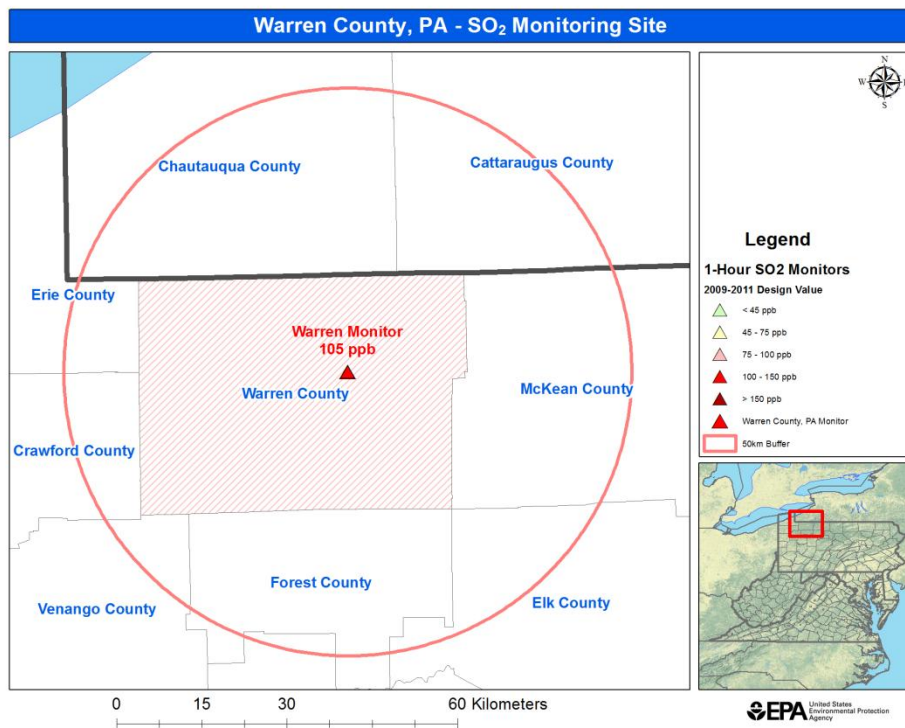 Warren County, PA - SO₂ Monitoring Site
Chautauqua County
Cattaraugus County
Erie County
Warren Monitor
105 ppb
Warren County
McKean County
Crawford County
Forest County
Elk County
Venango County
0 15 30 60 Kilometers
N
W E
S
Legend
1-Hour SO2 Monitors
2009-2011 Design Value
< 45 ppb
45 - 75 ppb
75 - 100 ppb
100 - 150 ppb
> 150 ppb
Warren County, PA Monitor
50km Buffer
EPA
United States
Environmental Protection
Agency